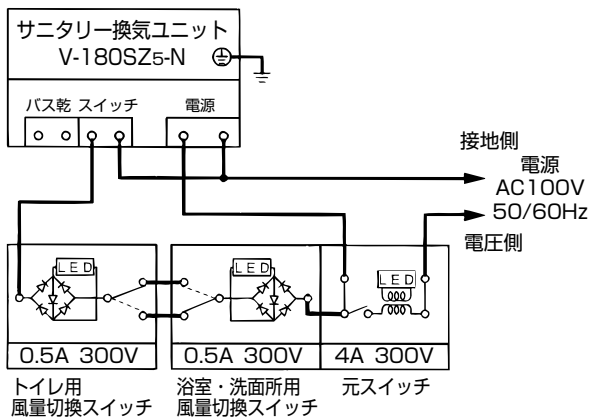 サニタリー換気ユニット
V-180SZ5-N
バス乾 スイッチ 電源
接地側
電源
AC100V
50/60Hz
電圧側
LED LED LED
0.5A 300V 0.5A 300V 4A 300V
トイレ用
風量切換スイッチ
浴室・洗面所用
風量切換スイッチ
元スイッチ